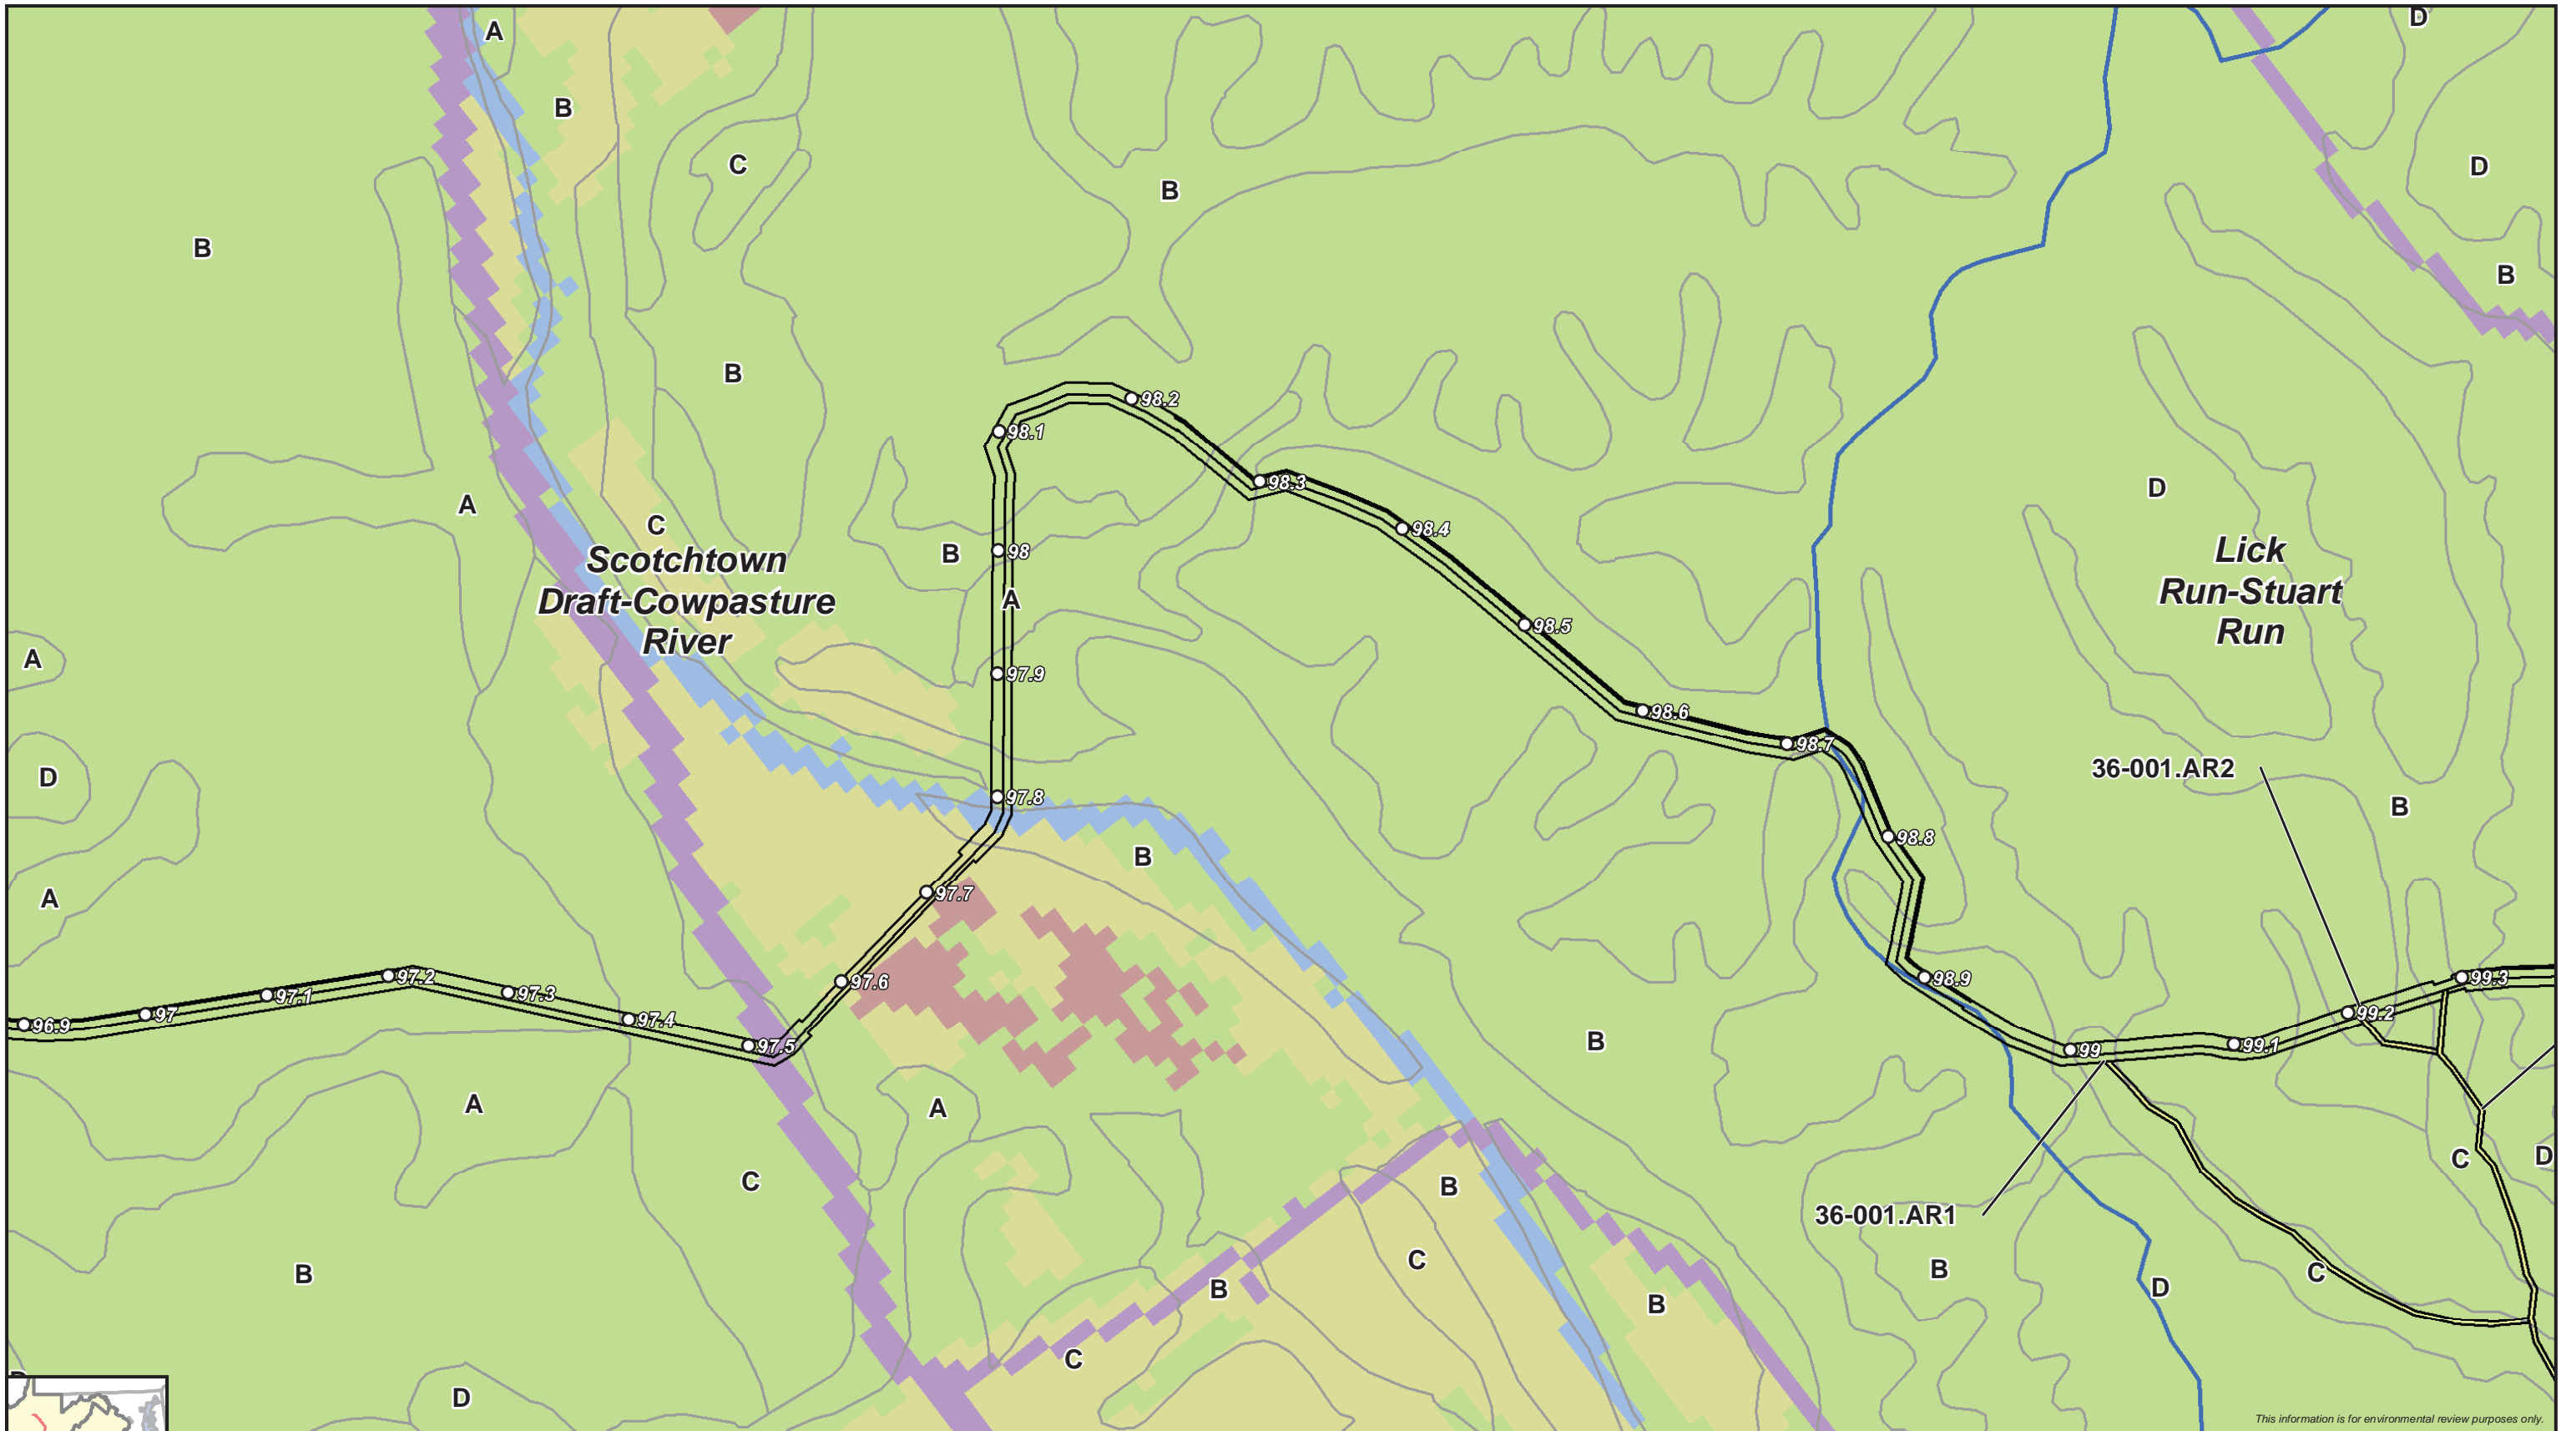 D
A
B
C
D
B
B
D
B
B
98.2
98.1
98.3
D
A
C
98.4
Scotchtown
Draft-Cowpasture
River
B
98
Lick
Run-Stuart
Run
A
98.5
A
97.9
98.6
98.7
36-001.AR2
D
97.8
B
98.8
B
97.7
A
97.2
97.6
98.9
99.3
97.3
97.1
97
99.2
96.9
97.4
97.5
B
99
99.1
A
A
C
D
C
B
36-001.AR1
C
B
B
C
D
B
B
C
D
D
This information is for environmental review purposes only.